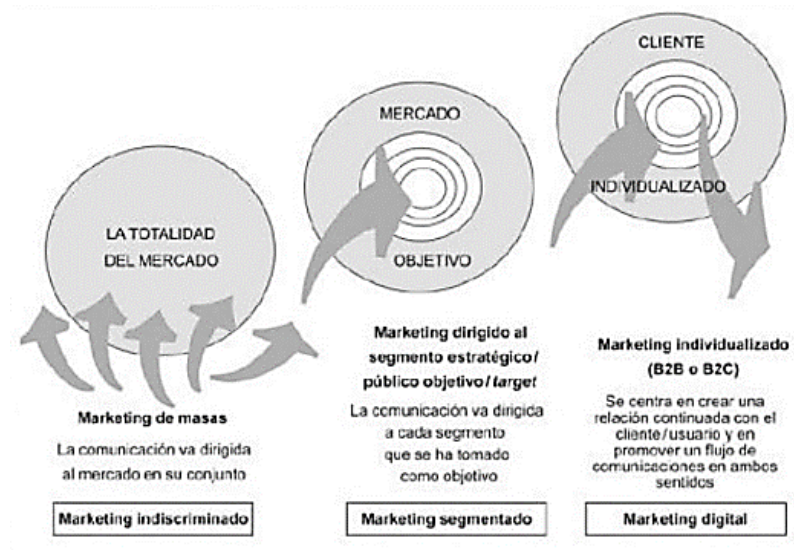 LA TOTALIDAD
DEL MERCADO
Marketing de masas
La comunicación va dirigida
al mercado en su conjunto
Marketing indiscriminado
MERCADO
OBJETIVO
Marketing dirigido al
segmento estratégico/
público objetivo/target
La comunicación va dirigida
a cada segmento
que se ha tomado
como objetivo
Marketing segmentado
CLIENTE
INDIVIDUALIZADO
Marketing individualizado
(B2B o B2C)
Se centra en crear una
relación continuada con el
cliente/usuario y en
promover un flujo de
comunicaciones en ambos
sentidos
Marketing digital